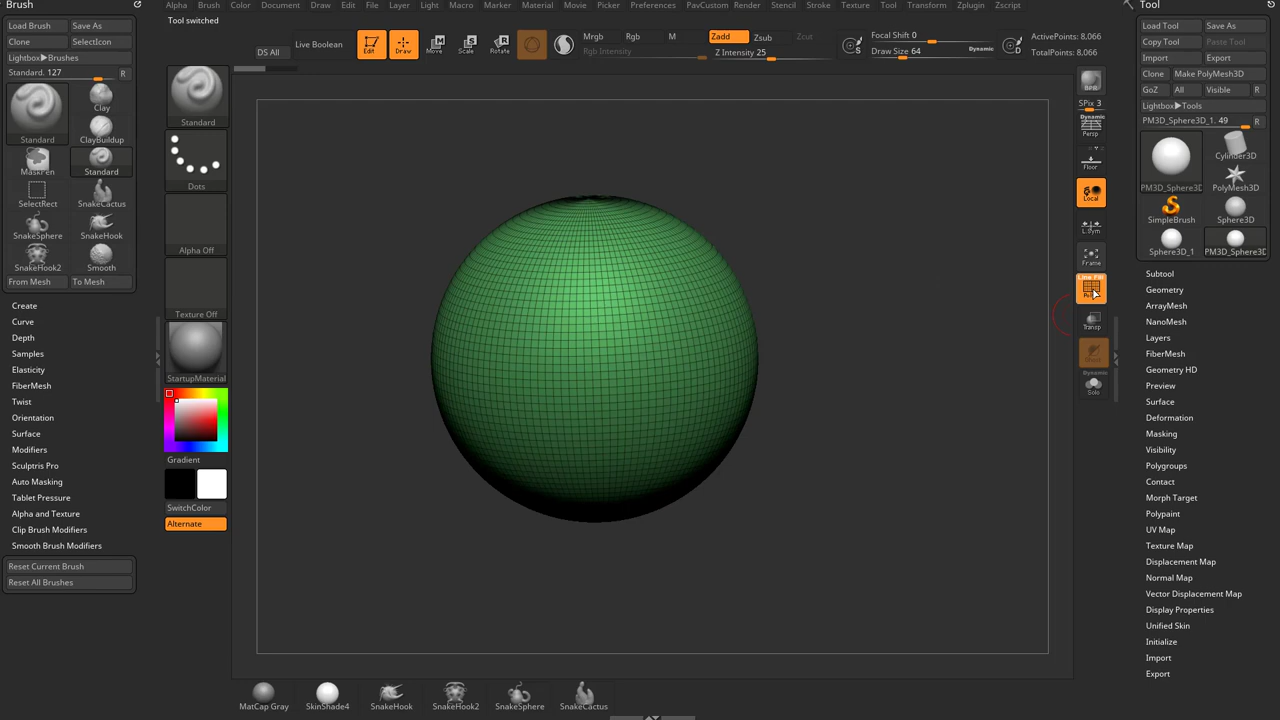 Brush
Load Brush
Save As
Clone
SelectIcon
Lightbox▶Brushes
Standard. 127
R
Standard
Clay
ClayBuildup
MaskPen
Standard
SelectRect
SnakeCactus
SnakeSphere
SnakeHook
SnakeHook2
Smooth
From Mesh
To Mesh
Create
Curve
Depth
Samples
Elasticity
FiberMesh
Twist
Orientation
Surface
Modifiers
Sculptris Pro
Auto Masking
Tablet Pressure
Alpha and Texture
Clip Brush Modifiers
Smooth Brush Modifiers
Reset Current Brush
Reset All Brushes
Alpha Brush Color Document Draw Edit File Layer Light Macro Marker Material Movie Picker Preferences PavCustom Render Stencil Stroke Texture Tool Transform Zplugin Zscript
Tool switched
DS All
Live Boolean
Edit
Draw
Move
Scale
Rotate
Mrgb
Rgb
M
Rgb Intensity
Zadd
Zsub
Zcut
Z Intensity 25
S
Focal Shift 0
Draw Size 64
Dynamic
D
ActivePoints: 8,066
TotalPoints: 8,066
Standard
Dots
Alpha Off
Texture Off
StartupMaterial
Gradient
SwitchColor
Alternate
MatCap Gray
SkinShade4
SnakeHook
SnakeHook2
SnakeSphere
SnakeCactus
BPR
SPix 3
Dynamic
Persp
Floor
Local
L.Sym
Frame
Line Fill
Transp
Ghost
Dynamic
Solo
Tool
Load Tool
Save As
Copy Tool
Paste Tool
Import
Export
Clone
Make PolyMesh3D
GoZ
All
Visible
R
Lightbox▶Tools
PM3D_Sphere3D_1. 49
R
PM3D_Sphere3D
Cylinder3D
PolyMesh3D
SimpleBrush
Sphere3D
Sphere3D_1
PM3D_Sphere3D
Subtool
Geometry
ArrayMesh
NanoMesh
Layers
FiberMesh
Geometry HD
Preview
Surface
Deformation
Masking
Visibility
Polygroups
Contact
Morph Target
Polypaint
UV Map
Texture Map
Displacement Map
Normal Map
Vector Displacement Map
Display Properties
Unified Skin
Initialize
Import
Export